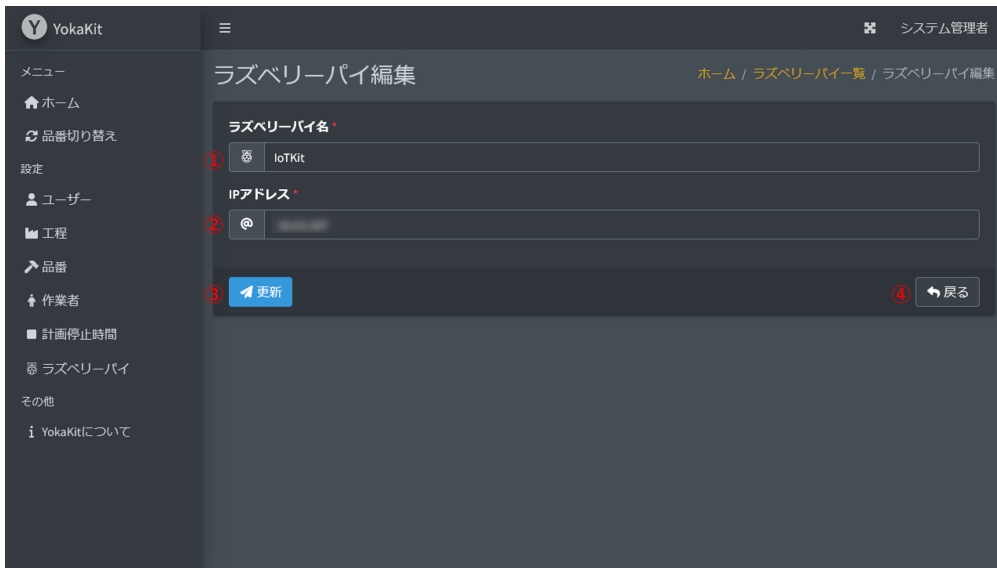 Y YokaKit
システム管理者
メニュー
ホーム
品番切り替え
設定
ユーザー
工程
品番
作業者
計画停止時間
ラズベリーパイ
その他
i YokaKitについて
ラズベリーパイ編集
ホーム / ラズベリーパイ一覧 / ラズベリーパイ編集
ラズベリーパイ名 *
① IoTKit
IPアドレス *
② @
③ 更新
④ 戻る